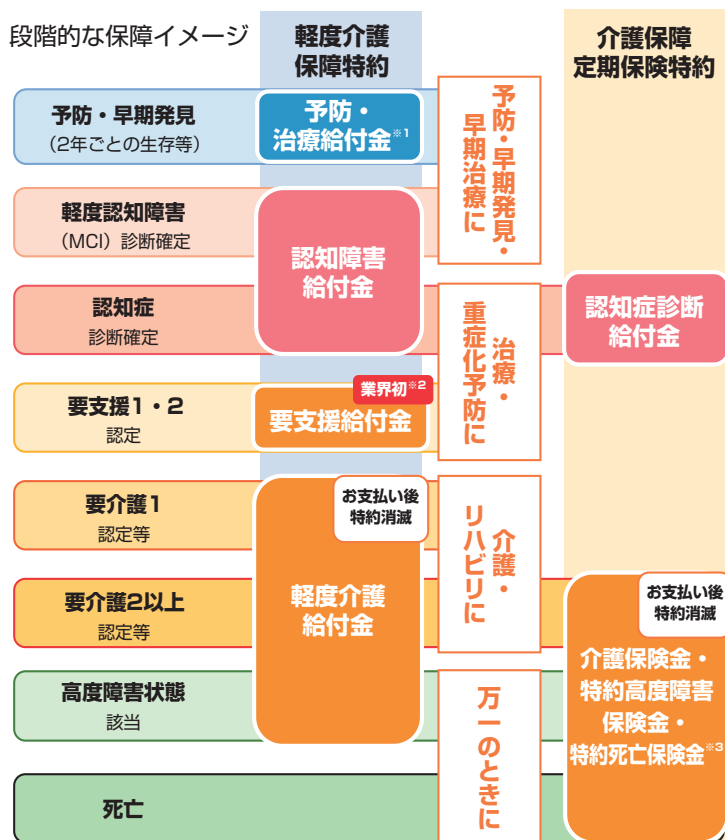 段階的な保障イメージ
軽度介護
保障特約
介護保障
定期保険特約
予防・早期発見
（2年ごとの生存等）
予防・
治療給付金※1
予防・早期発見・
早期治療に
軽度認知障害
（MCI）診断確定
認知障害
給付金
認知症
診断確定
認知症診断
給付金
治療・
重症化予防に
要支援1・2
認定
業界初※2
要支援給付金
要介護1
認定等
お支払い後
特約消滅
軽度介護
給付金
介護・
リハビリに
要介護2以上
認定等
お支払い後
特約消滅
介護保険金・
特約高度障害
保険金・
特約死亡保険金※3
高度障害状態
該当
万一のときに
死亡